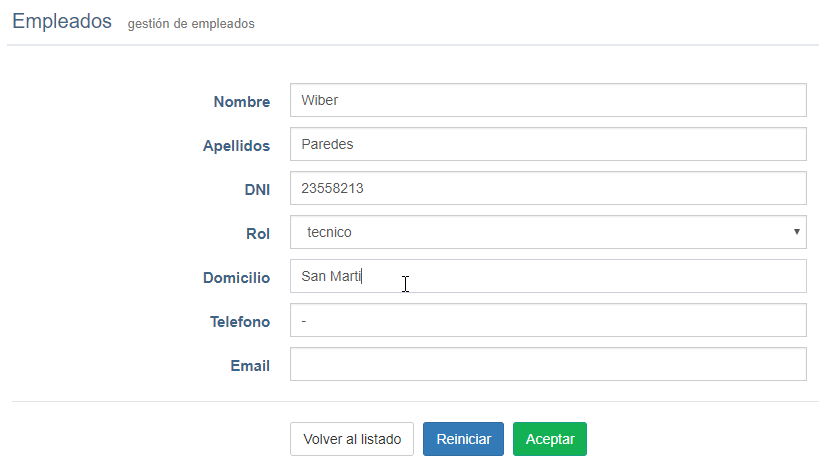 Empleados gestión de empleados
Nombre Wiber
Apellidos Paredes
DNI 23558213
Rol tecnico
Domicilio San Marti
Telefono -
Email
Volver al listado Reiniciar Aceptar